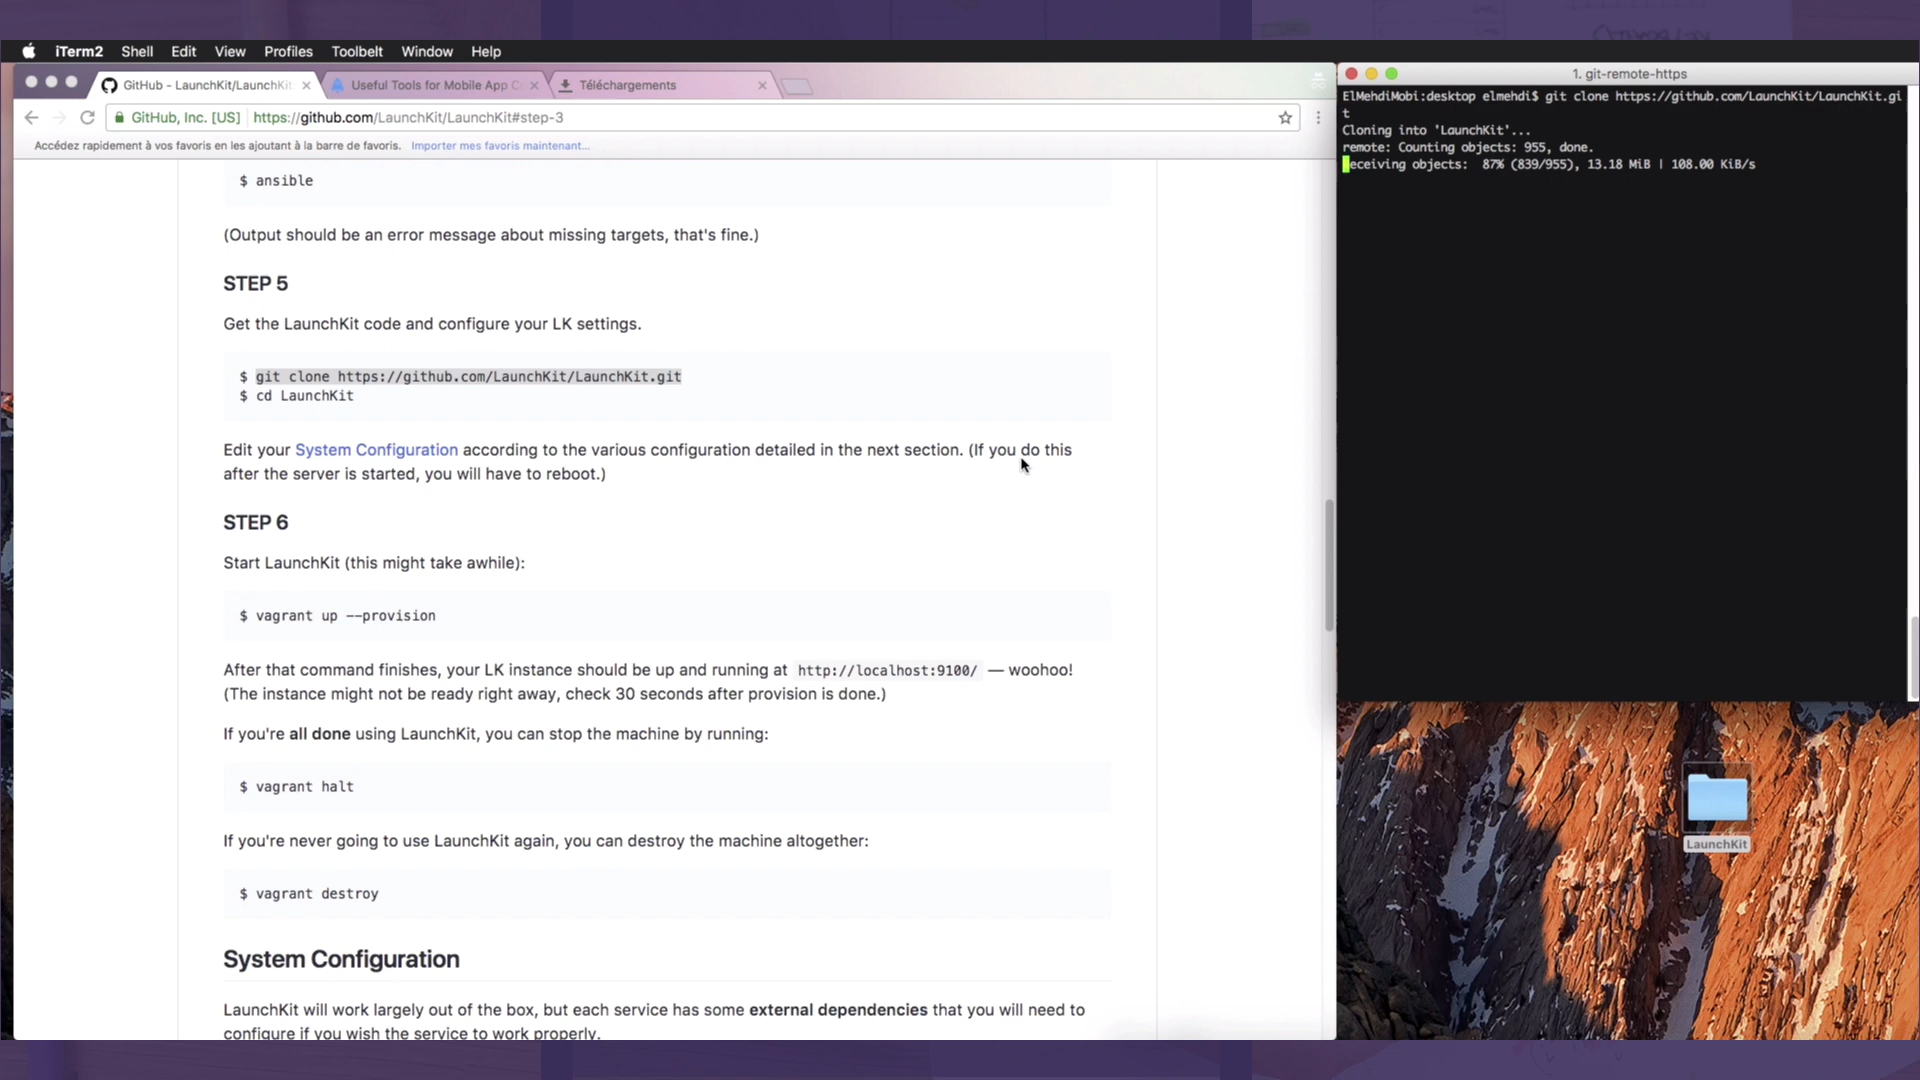 iTerm2 Shell Edit View Profiles Toolbelt Window Help
GitHub - LaunchKit/LaunchKit
Useful Tools for Mobile App C
Téléchargements
GitHub, Inc. [US] https://github.com/LaunchKit/LaunchKit#step-3
Accédez rapidement à vos favoris en les ajoutant à la barre de favoris. Importer mes favoris maintenant...
$ ansible
(Output should be an error message about missing targets, that's fine.)
STEP 5
Get the LaunchKit code and configure your LK settings.
$ git clone https://github.com/LaunchKit/LaunchKit.git
$ cd LaunchKit
Edit your System Configuration according to the various configuration detailed in the next section. (If you do this
after the server is started, you will have to reboot.)
STEP 6
Start LaunchKit (this might take awhile):
$ vagrant up --provision
After that command finishes, your LK instance should be up and running at http://localhost:9100/ — woohoo!
(The instance might not be ready right away, check 30 seconds after provision is done.)
If you're all done using LaunchKit, you can stop the machine by running:
$ vagrant halt
If you're never going to use LaunchKit again, you can destroy the machine altogether:
$ vagrant destroy
System Configuration
LaunchKit will work largely out of the box, but each service has some external dependencies that you will need to
configure if you wish the service to work properly.
1. git-remote-https
ElMehdiMobi:desktop elmehdi$ git clone https://github.com/LaunchKit/LaunchKit.gi
t
Cloning into 'LaunchKit'...
remote: Counting objects: 955, done.
eceiving objects: 87% (839/955), 13.18 MiB | 108.00 KiB/s
LaunchKit